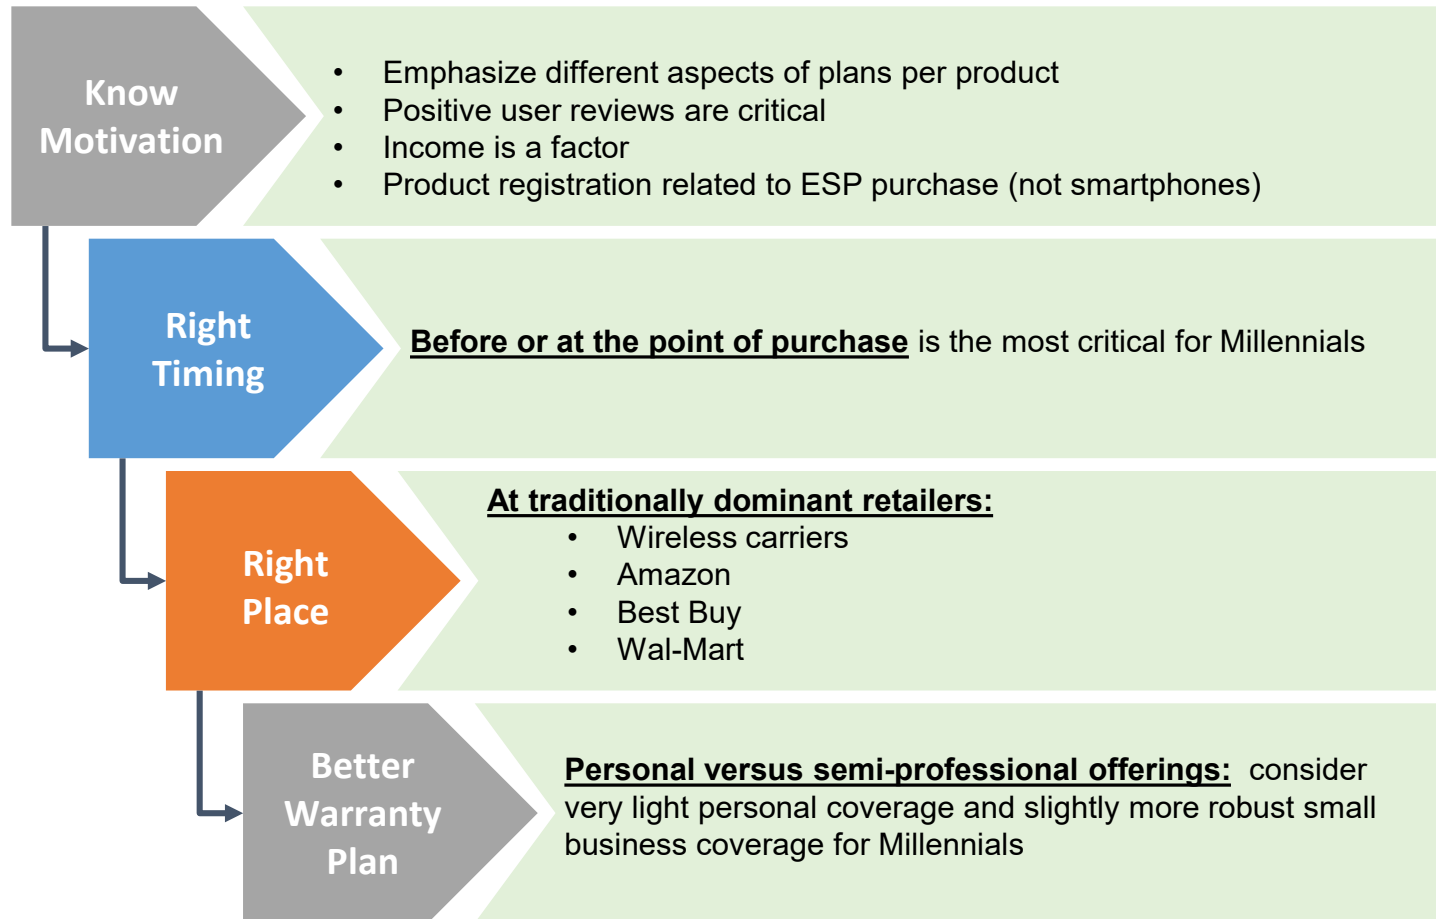 Know
Motivation
• Emphasize different aspects of plans per product
• Positive user reviews are critical
• Income is a factor
• Product registration related to ESP purchase (not smartphones)
Right
Timing
Before or at the point of purchase is the most critical for Millennials
Right
Place
At traditionally dominant retailers:
• Wireless carriers
• Amazon
• Best Buy
• Wal-Mart
Better
Warranty
Plan
Personal versus semi-professional offerings: consider
very light personal coverage and slightly more robust small
business coverage for Millennials